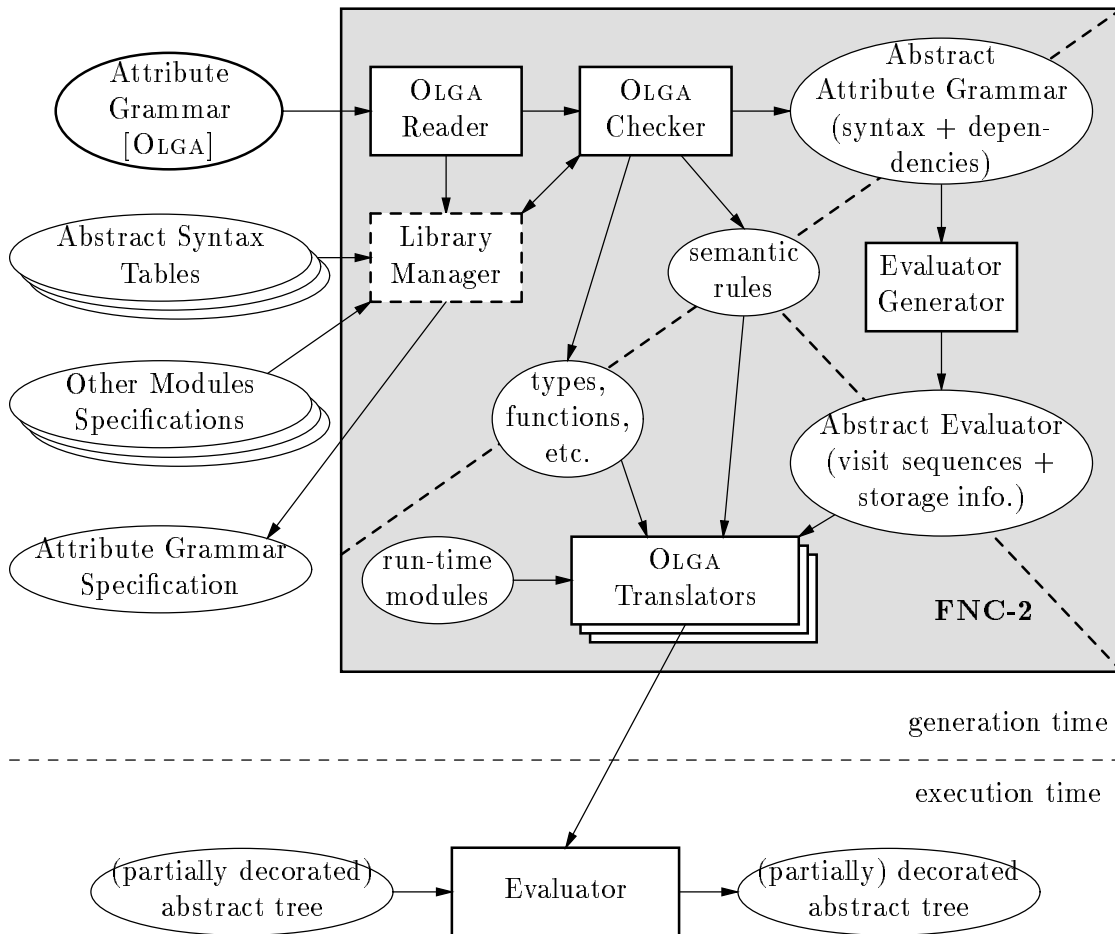 Attribute
Grammar
[OLGA]
OLGA
Reader
OLGA
Checker
Abstract
Attribute Grammar
(syntax + depen-
dencies)
Abstract Syntax
Tables
Library
Manager
semantic
rules
Evaluator
Generator
Other Modules
Specifications
types,
functions,
etc.
Abstract Evaluator
(visit sequences +
storage info.)
Attribute Grammar
Specification
run-time
modules
OLGA
Translators
FNC-2
generation time
execution time
(partially decorated)
abstract tree
Evaluator
(partially) decorated
abstract tree